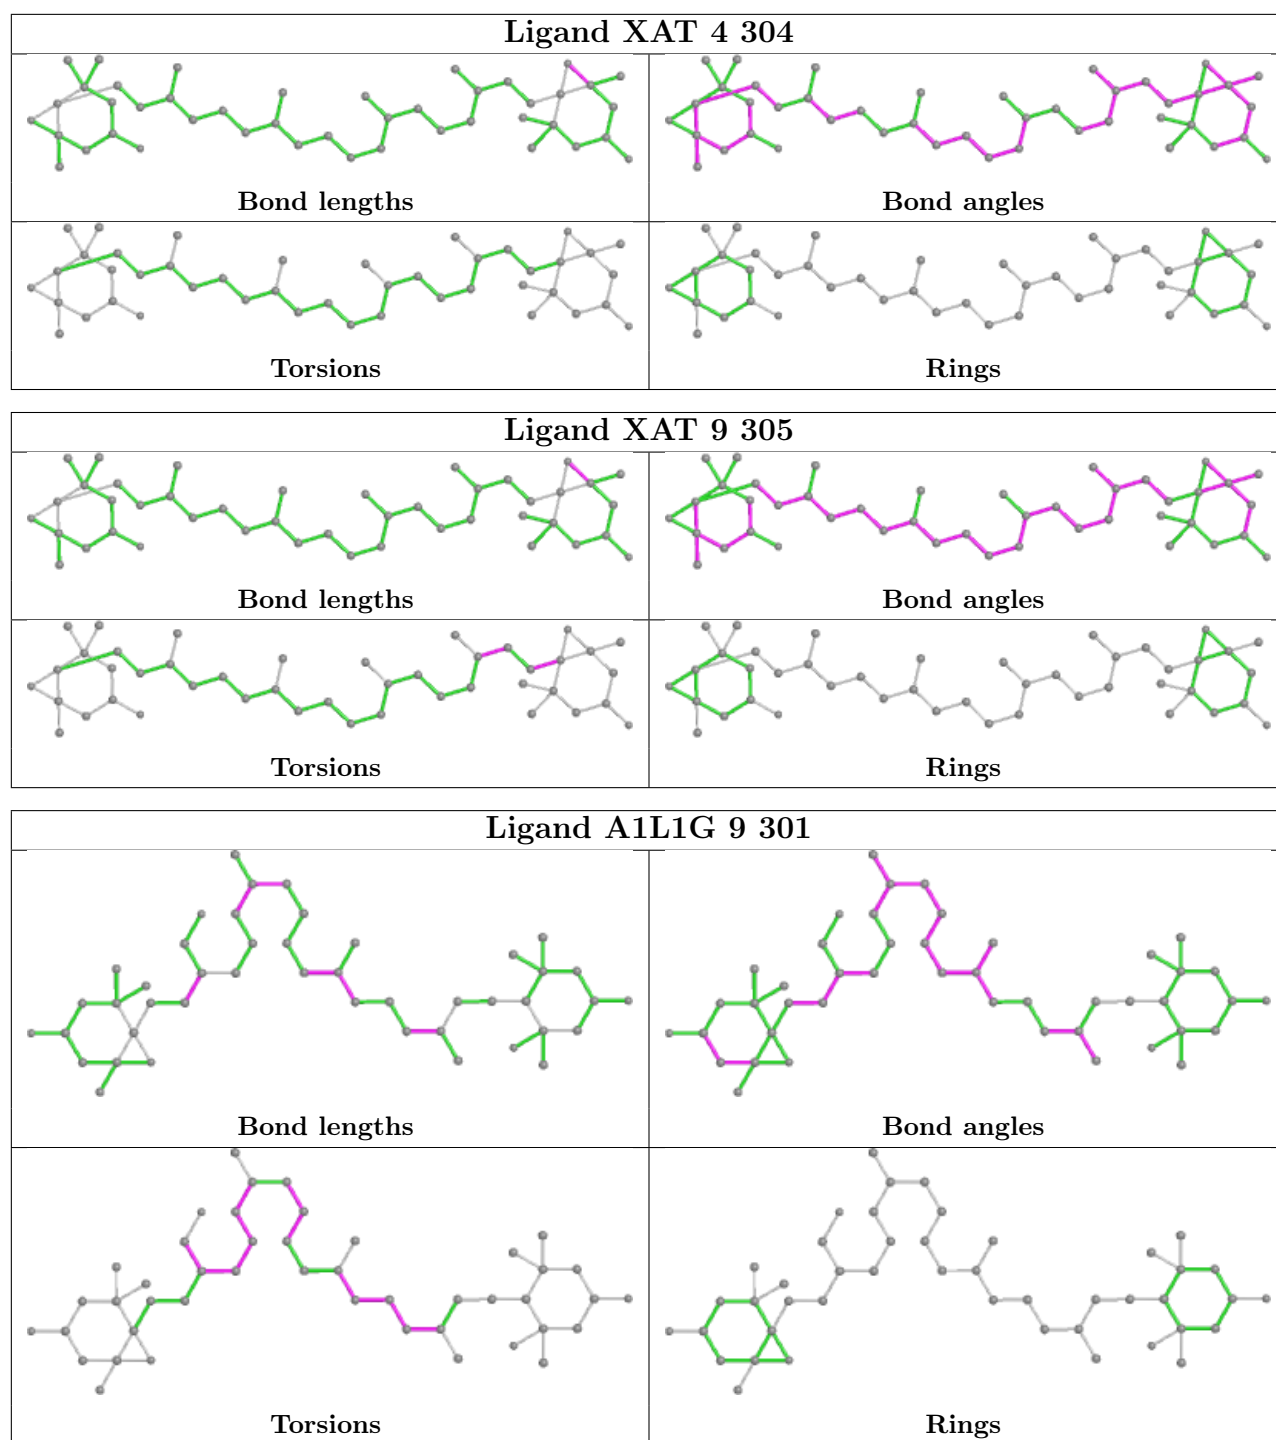 Ligand XAT 4 304
Bond lengths
Bond angles
Torsions
Rings
Ligand XAT 9 305
Bond lengths
Bond angles
Torsions
Rings
Ligand A1L1G 9 301
Bond lengths
Bond angles
Torsions
Rings